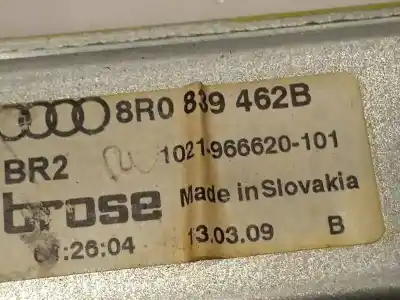 8R0 839 462B
BR2 1021-966620-101
brose Made in Slovakia
:26:04 13.03.09 B